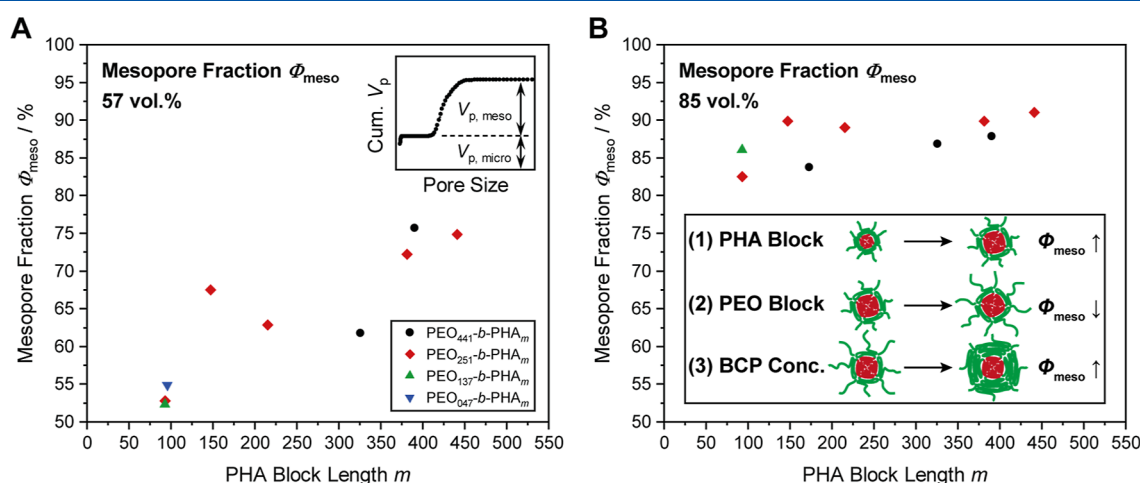 A
Mesopore Fraction Φmeso
57 vol.%
Mesopore Fraction Φmeso / %
100
95
90
85
80
75
70
65
60
55
50
0 50 100 150 200 250 300 350 400 450 500 550
PHA Block Length m
Cum. Vp
Vp, meso
Vp, micro
Pore Size
PEO441-b-PHAm
PEO251-b-PHAm
PEO137-b-PHAm
PEO047-b-PHAm
B
Mesopore Fraction Φmeso
85 vol.%
Mesopore Fraction Φmeso / %
100
95
90
85
80
75
70
65
60
55
50
0 50 100 150 200 250 300 350 400 450 500 550
PHA Block Length m
(1) PHA Block Φmeso ↑
(2) PEO Block Φmeso ↓
(3) BCP Conc. Φmeso ↑